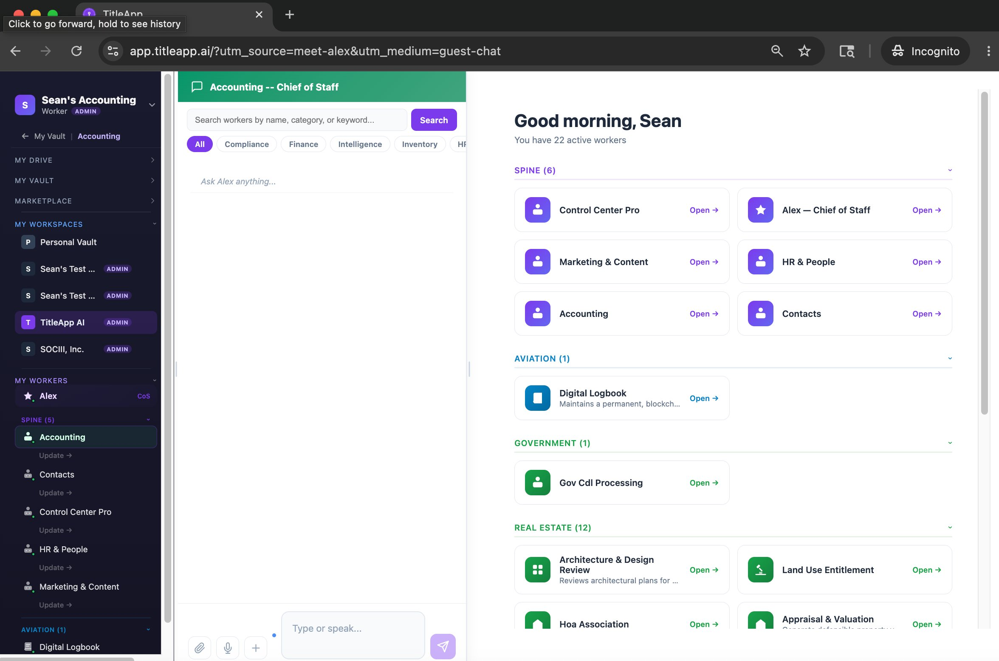 TitleApp
Click to go forward, hold to see history
app.titleapp.ai/?utm_source=meet-alex&utm_medium=guest-chat
Incognito
S
Sean's Accounting
Worker ADMIN
← My Vault | Accounting
MY DRIVE
MY VAULT
MARKETPLACE
MY WORKSPACES
P Personal Vault
S Sean's Test ... ADMIN
S Sean's Test ... ADMIN
T TitleApp AI ADMIN
S SOCIII, Inc. ADMIN
MY WORKERS
Alex CoS
SPINE (5)
Accounting
Update →
Contacts
Update →
Control Center Pro
Update →
HR & People
Update →
Marketing & Content
Update →
AVIATION (1)
Digital Logbook
Accounting -- Chief of Staff
Search workers by name, category, or keyword...
Search
All Compliance Finance Intelligence Inventory HR
Ask Alex anything...
Type or speak...
Good morning, Sean
You have 22 active workers
SPINE (6)
Control Center Pro Open →
Alex — Chief of Staff Open →
Marketing & Content Open →
HR & People Open →
Accounting Open →
Contacts Open →
AVIATION (1)
Digital Logbook
Maintains a permanent, blockch... Open →
GOVERNMENT (1)
Gov Cdl Processing Open →
REAL ESTATE (12)
Architecture & Design
Review
Reviews architectural plans for ... Open →
Land Use Entitlement Open →
Hoa Association Open →
Appraisal & Valuation Open →